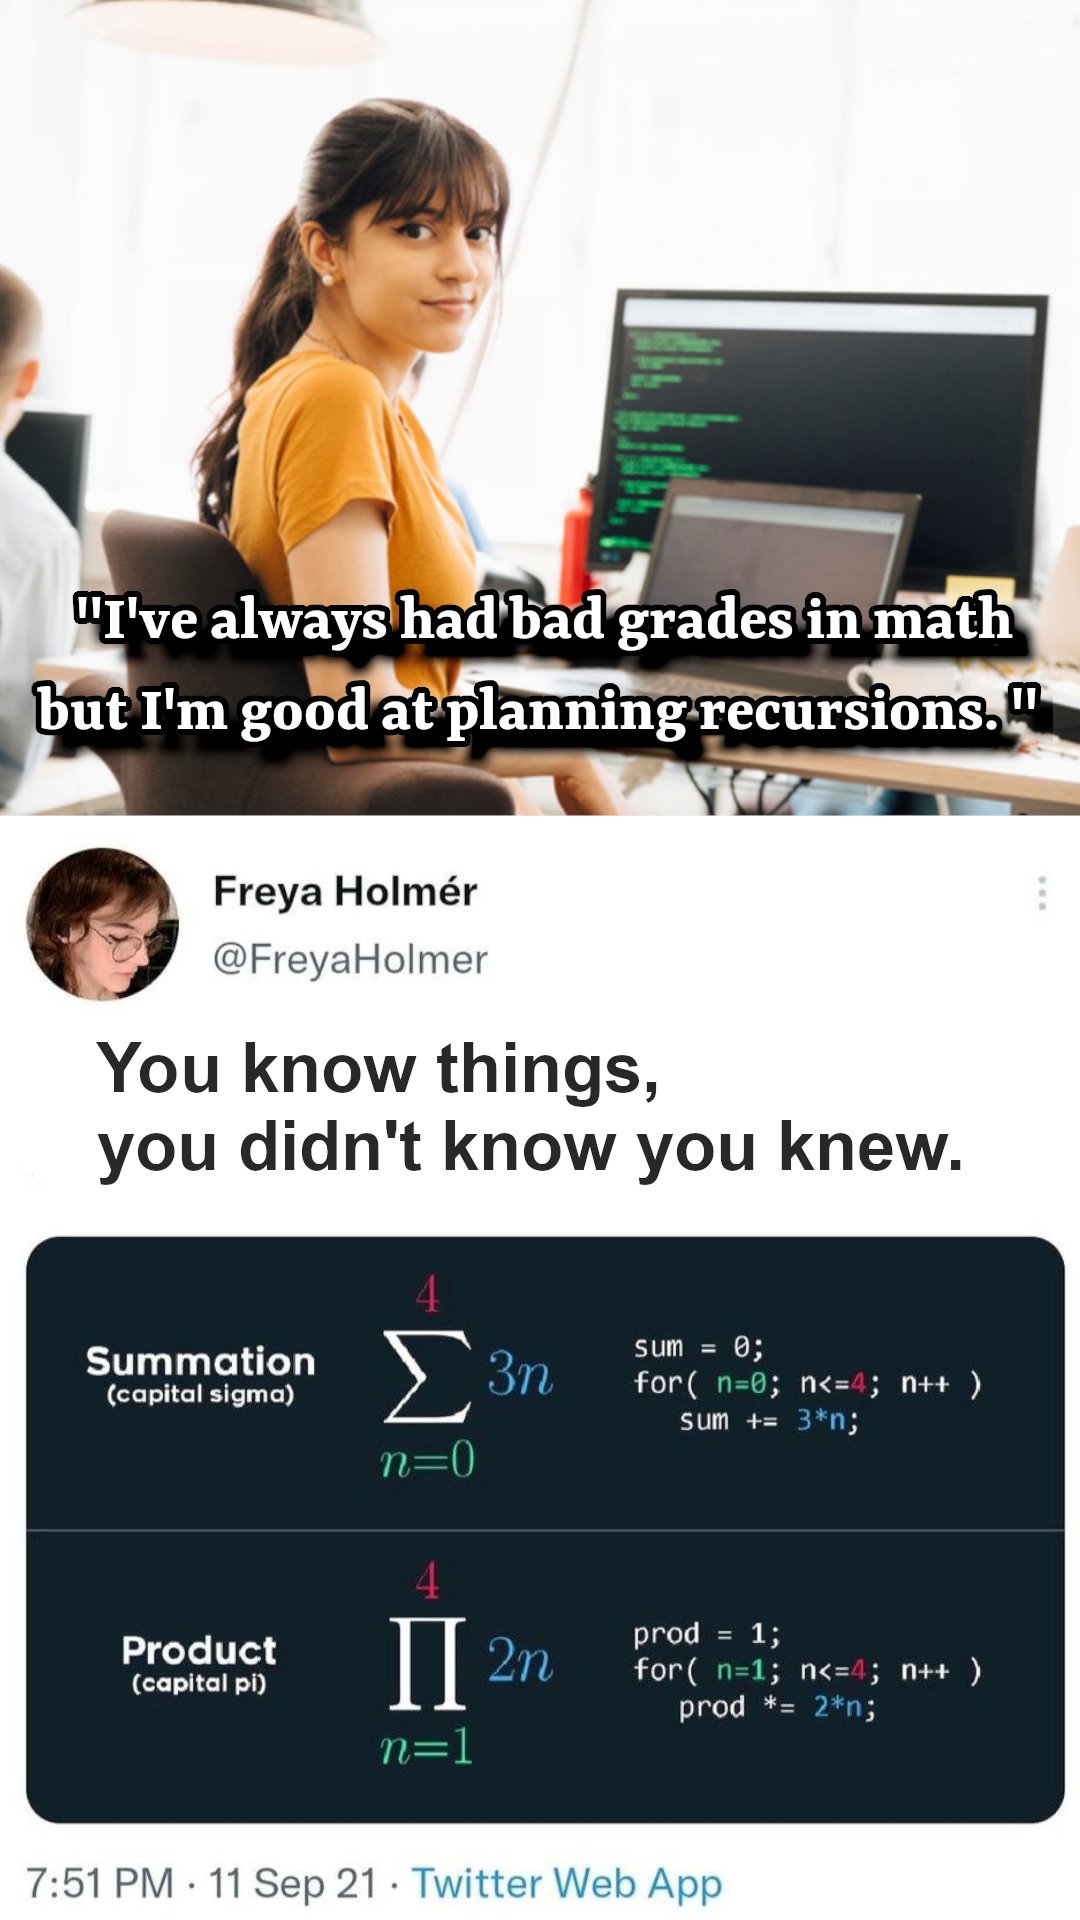 "I've always had bad grades in math
but I'm good at planning recursions."
Freya Holmér
@FreyaHolmer
You know things,
you didn't know you knew.
Summation
(capital sigma)
4
∑ 3n
n=0
sum = 0;
for( n=0; n<=4; n++ )
sum += 3*n;
Product
(capital pi)
4
∏ 2n
n=1
prod = 1;
for( n=1; n<=4; n++ )
prod *= 2*n;
7:51 PM · 11 Sep 21 · Twitter Web App